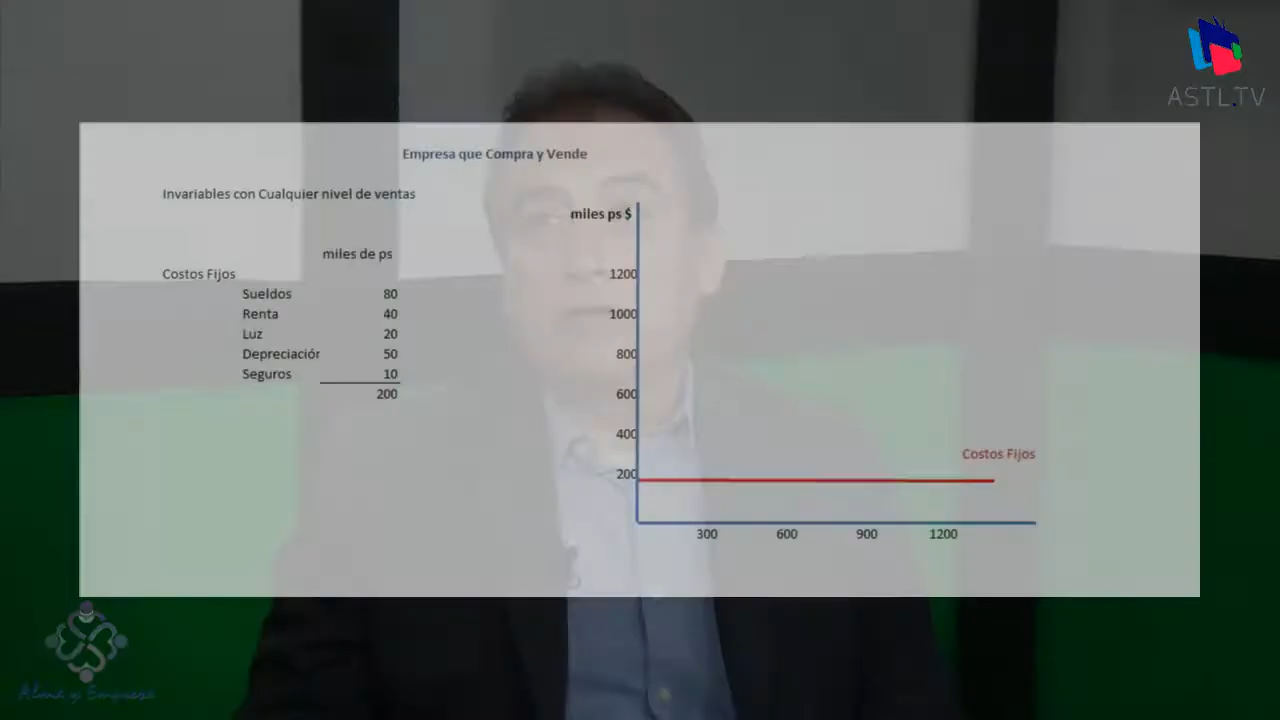 ASTL.TV
Empresa que Compra y Vende
Invariables con Cualquier nivel de ventas
miles de ps
Costos Fijos
Sueldos 80
Renta 40
Luz 20
Depreciación 50
Seguros 10
200
miles ps $
1200
1000
800
600
400
200
Costos Fijos
300 600 900 1200
Alma y Empresa